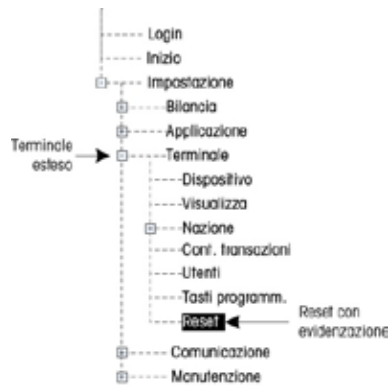 Login
Inizio
Impostazione
Bilancia
Applicazione
Terminale
esteso
Terminale
Dispositivo
Visualizza
Nazione
Cont. transazioni
Utenti
Tasti programm.
Reset
Reset con
evidenzazione
Comunicazione
Manutenzione